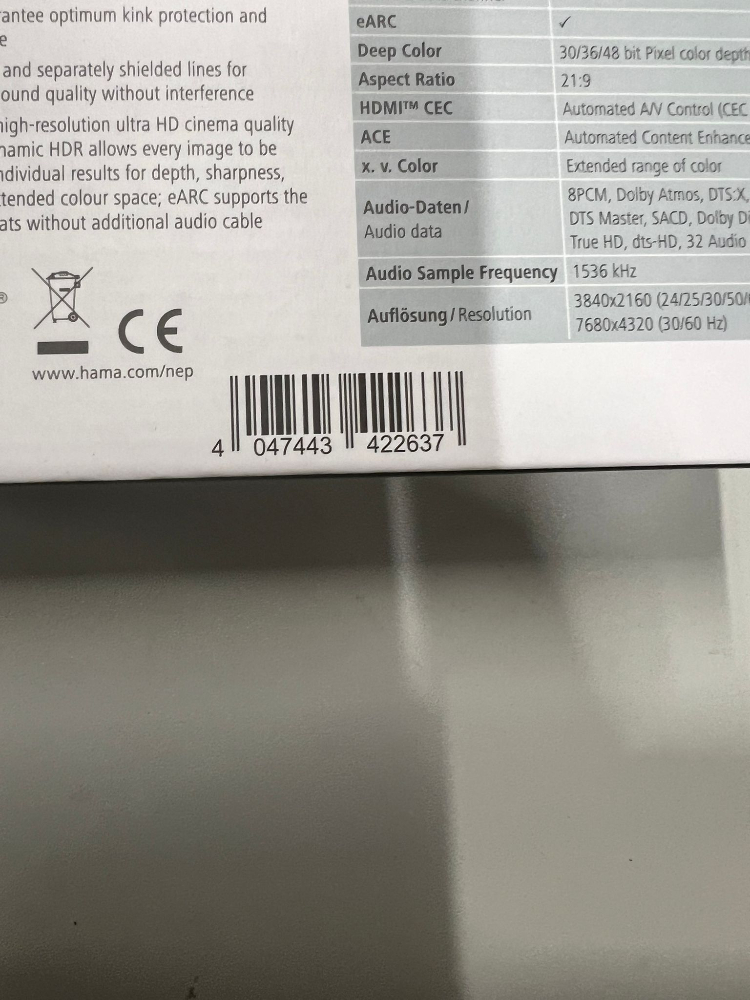 antee optimum kink protection and
e
and separately shielded lines for
ound quality without interference
high-resolution ultra HD cinema quality
namic HDR allows every image to be
ndividual results for depth, sharpness,
tended colour space; eARC supports the
ats without additional audio cable
®
CE
www.hama.com/nep
eARC ✓
Deep Color 30/36/48 bit Pixel color depth
Aspect Ratio 21:9
HDMI™ CEC Automated A/V Control (CEC
ACE Automated Content Enhance
x. v. Color Extended range of color
Audio-Daten/
Audio data
8PCM, Dolby Atmos, DTS:X,
DTS Master, SACD, Dolby Di
True HD, dts-HD, 32 Audio
Audio Sample Frequency 1536 kHz
Auflösung/Resolution
3840x2160 (24/25/30/50/
7680x4320 (30/60 Hz)
4 047443 422637